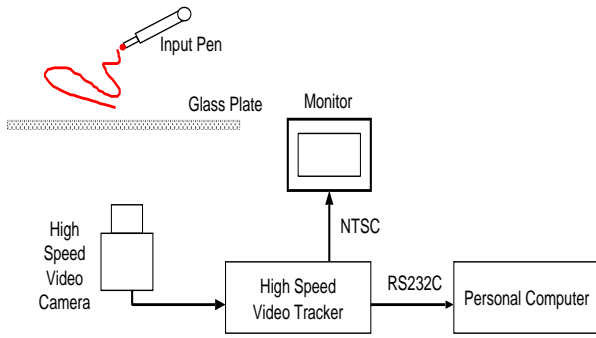 Input Pen
Glass Plate
Monitor
High
Speed
Video
Camera
NTSC
High Speed
Video Tracker
RS232C
Personal Computer